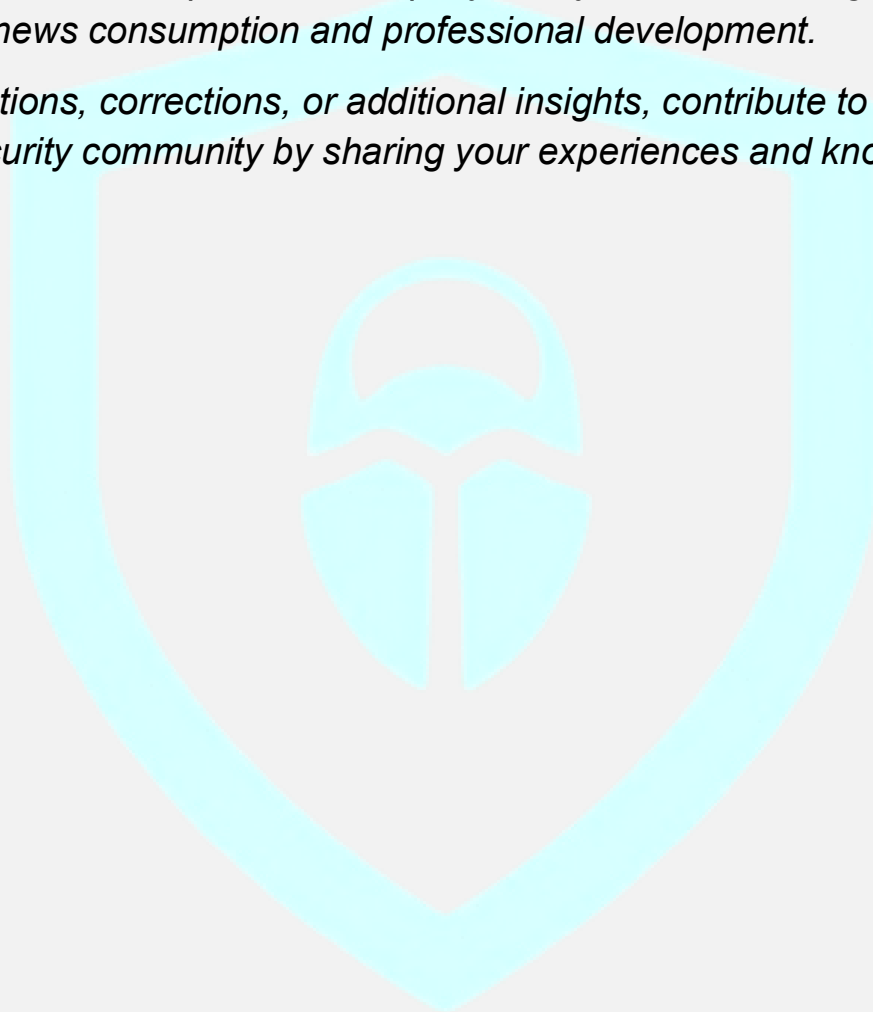 news consumption and professional development.
tions, corrections, or additional insights, contribute to
urity community by sharing your experiences and kno